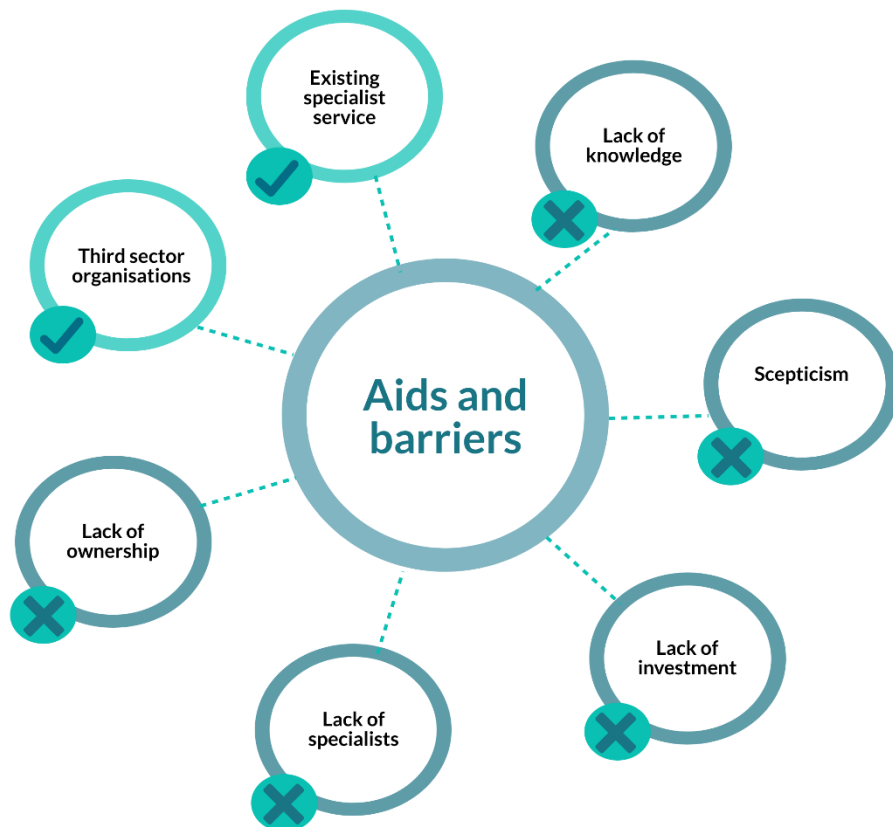 Existing
specialist
service
Lack of
knowledge
Third sector
organisations
Scepticism
Aids and
barriers
Lack of
ownership
Lack of
investment
Lack of
specialists